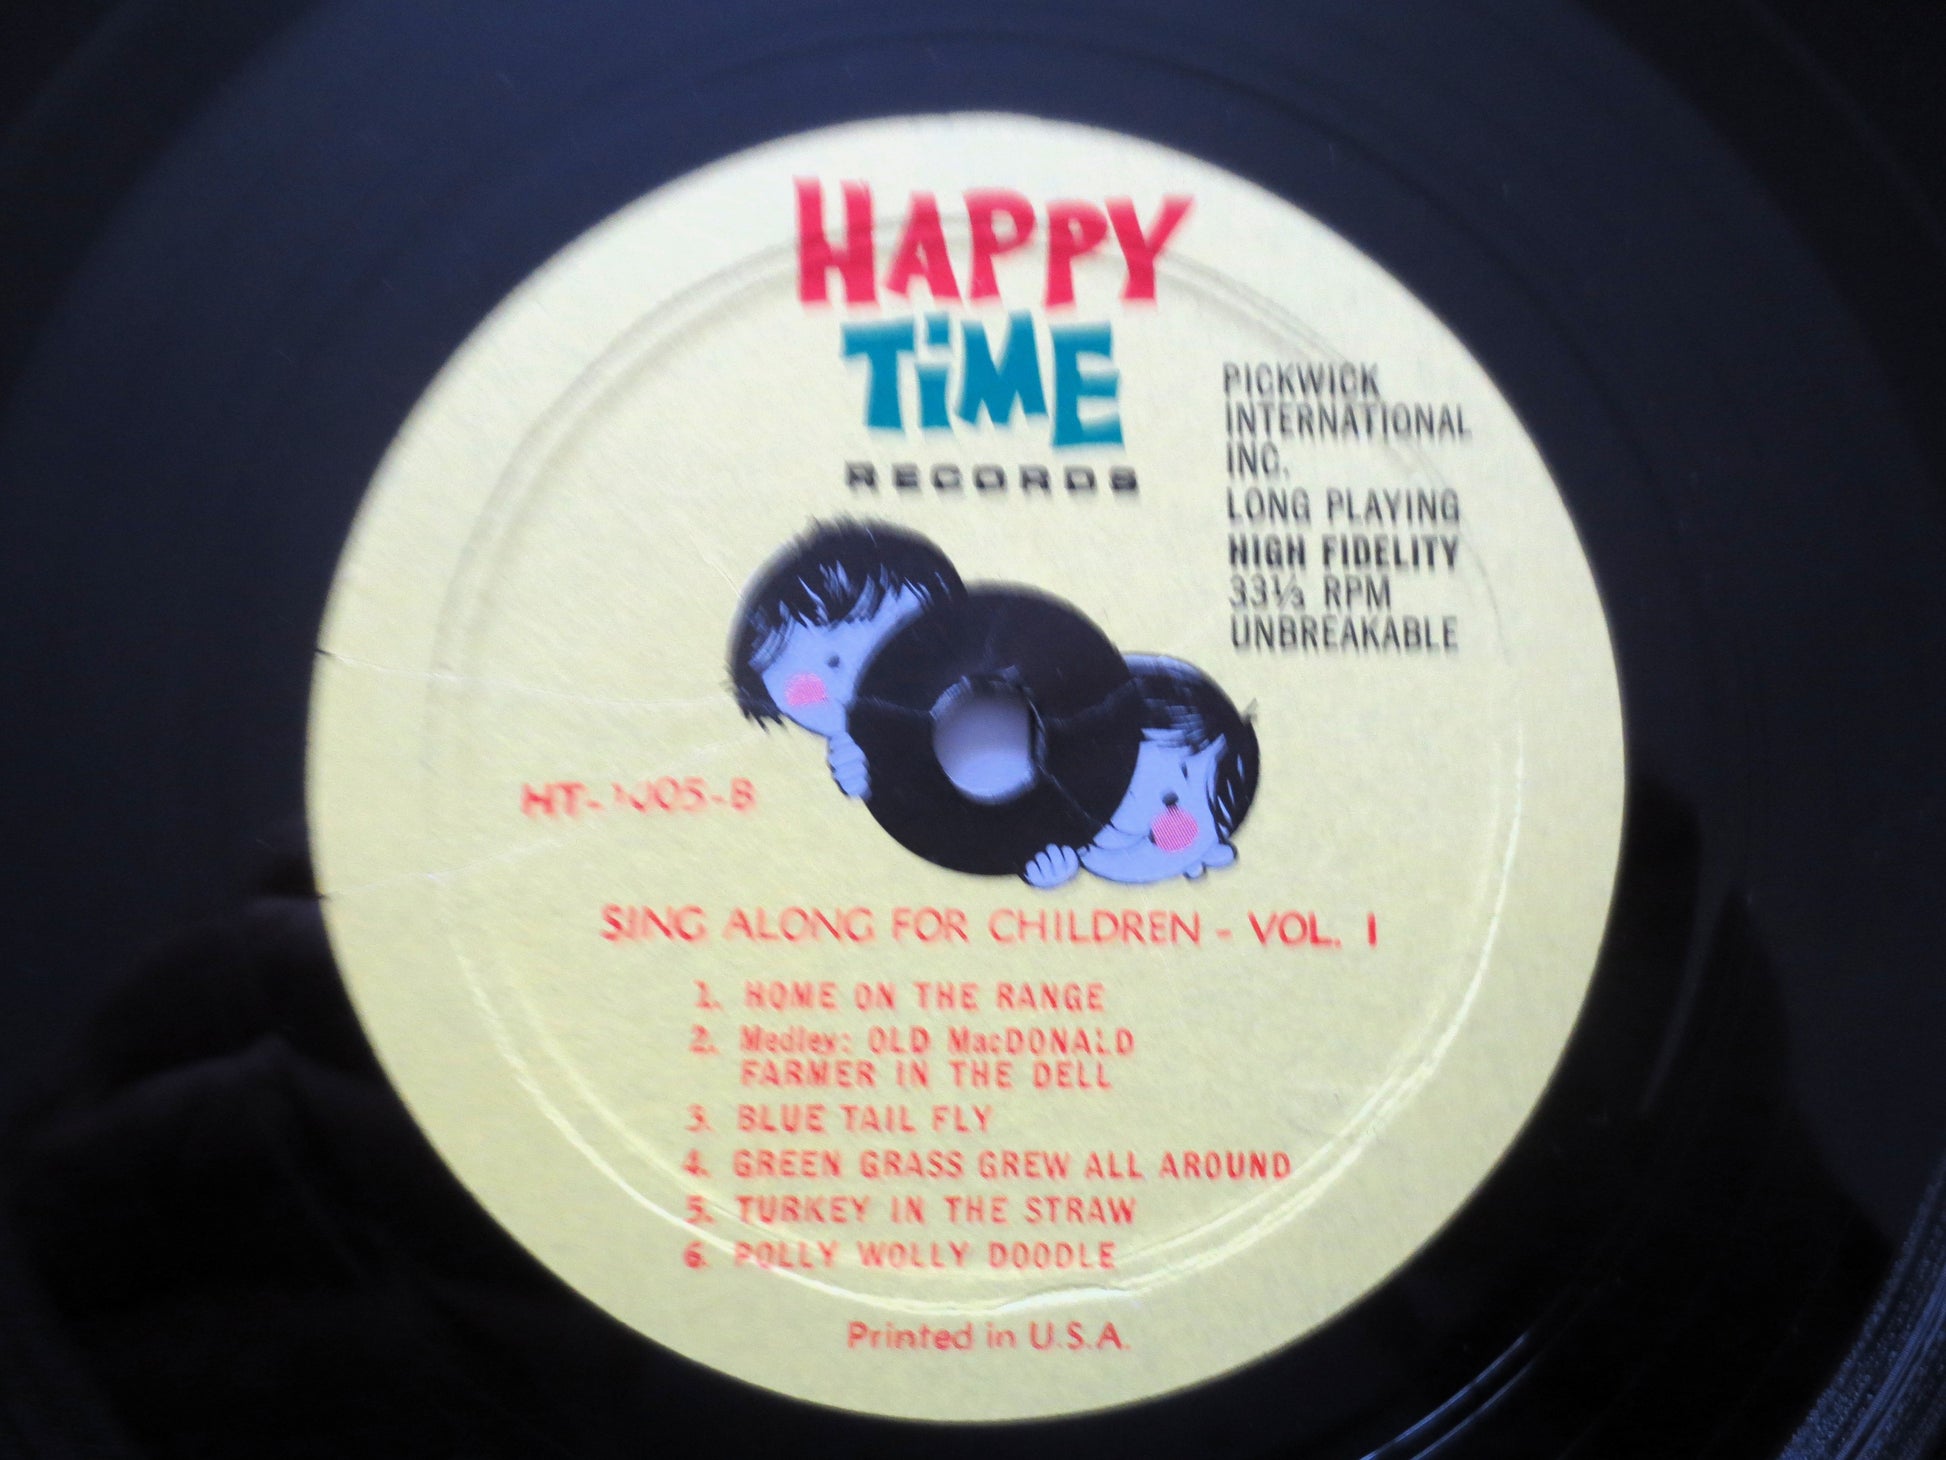 HAPPY
TiME
RECORDS
PICKWICK
INTERNATIONAL
INC.
LONG PLAYING
HIGH FIDELITY
33⅓ RPM
UNBREAKABLE
HT-1005-B
SING ALONG FOR CHILDREN - VOL. I
1. HOME ON THE RANGE
2. Medley: OLD MacDONALD
FARMER IN THE DELL
3. BLUE TAIL FLY
4. GREEN GRASS GREW ALL AROUND
5. TURKEY IN THE STRAW
6. POLLY WOLLY DOODLE
Printed in U.S.A.